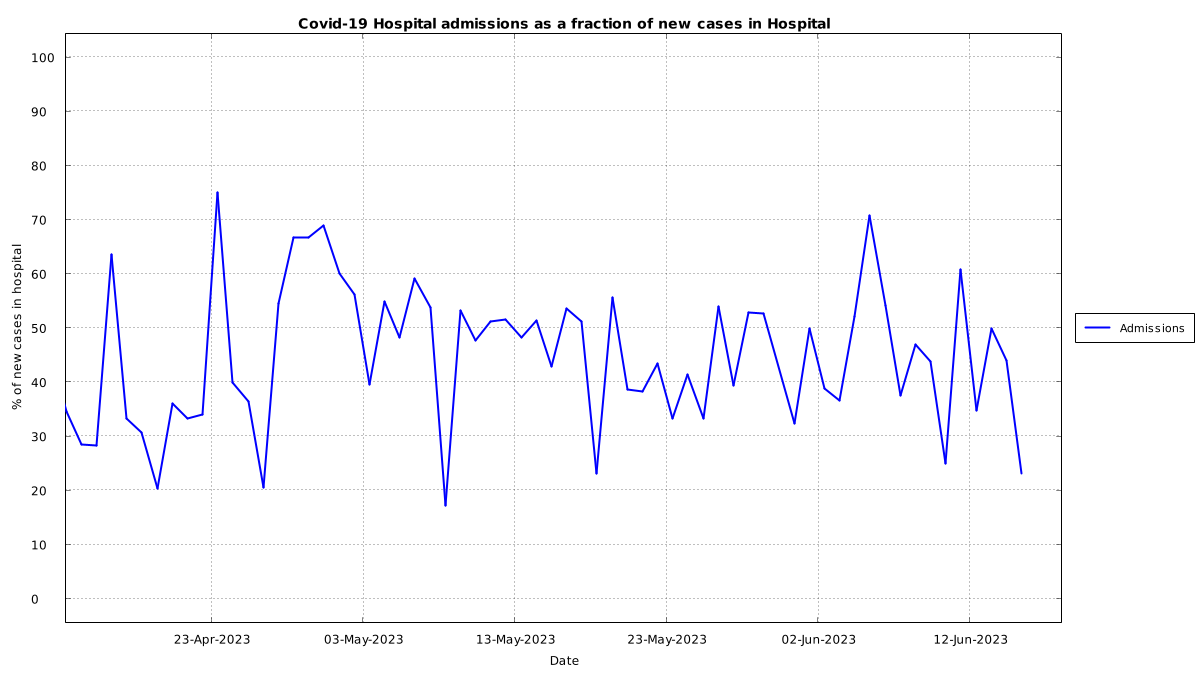 Covid-19 Hospital admissions as a fraction of new cases in Hospital
100
90
80
70
60
50
40
30
20
10
0
% of new cases in hospital
Admissions
23-Apr-2023 03-May-2023 13-May-2023 23-May-2023 02-Jun-2023 12-Jun-2023
Date